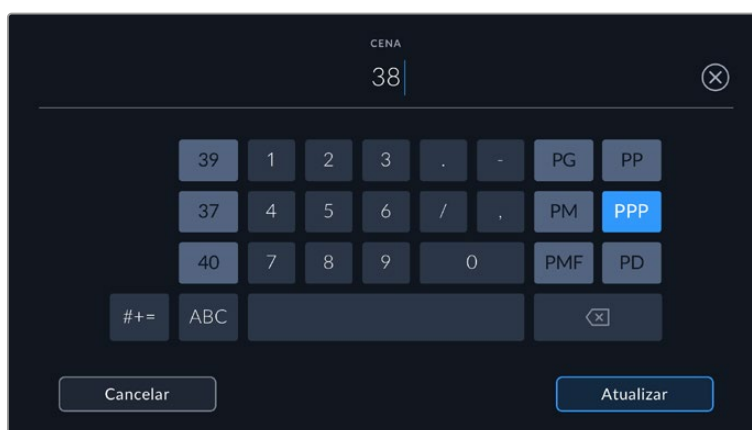 CENA
38
39 1 2 3 . - PG PP
37 4 5 6 / , PM PPP
40 7 8 9 0 PMF PD
#+= ABC
Cancelar Atualizar